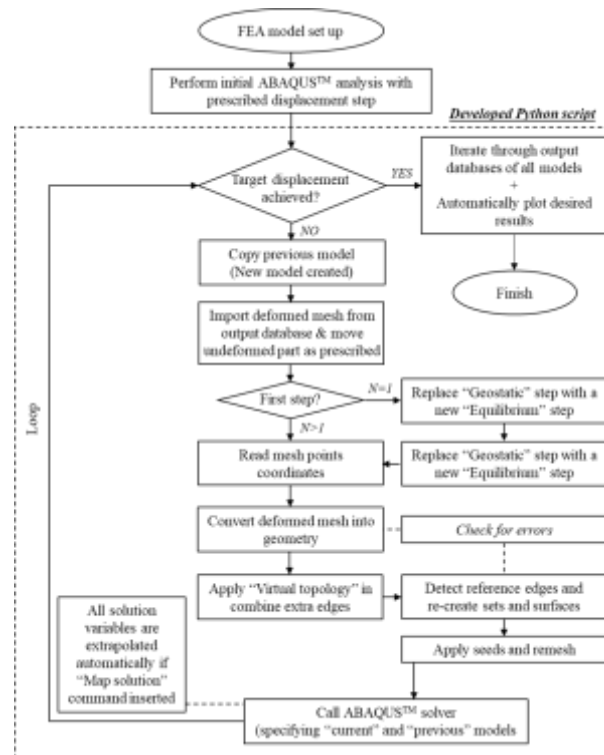 FEA model set up
Perform initial ABAQUS™ analysis with
prescribed displacement step
Developed Python script
Target displacement
achieved?
YES
Iterate through output
databases of all models
+
Automatically plot desired
results
Finish
NO
Copy previous model
(New model created)
Import deformed mesh from
output database & move
undeformed part as prescribed
First step?
N=1
Replace “Geostatic” step with a
new “Equilibrium” step
N>1
Read mesh points
coordinates
Replace “Geostatic” step with a
new “Equilibrium” step
Convert deformed mesh into
geometry
Check for errors
Apply “Virtual topology” in
combine extra edges
Detect reference edges and
re-create sets and surfaces
Apply seeds and remesh
All solution
variables are
extrapolated
automatically if
“Map solution”
command inserted
Call ABAQUS™ solver
(specifying “current” and “previous” models
Loop